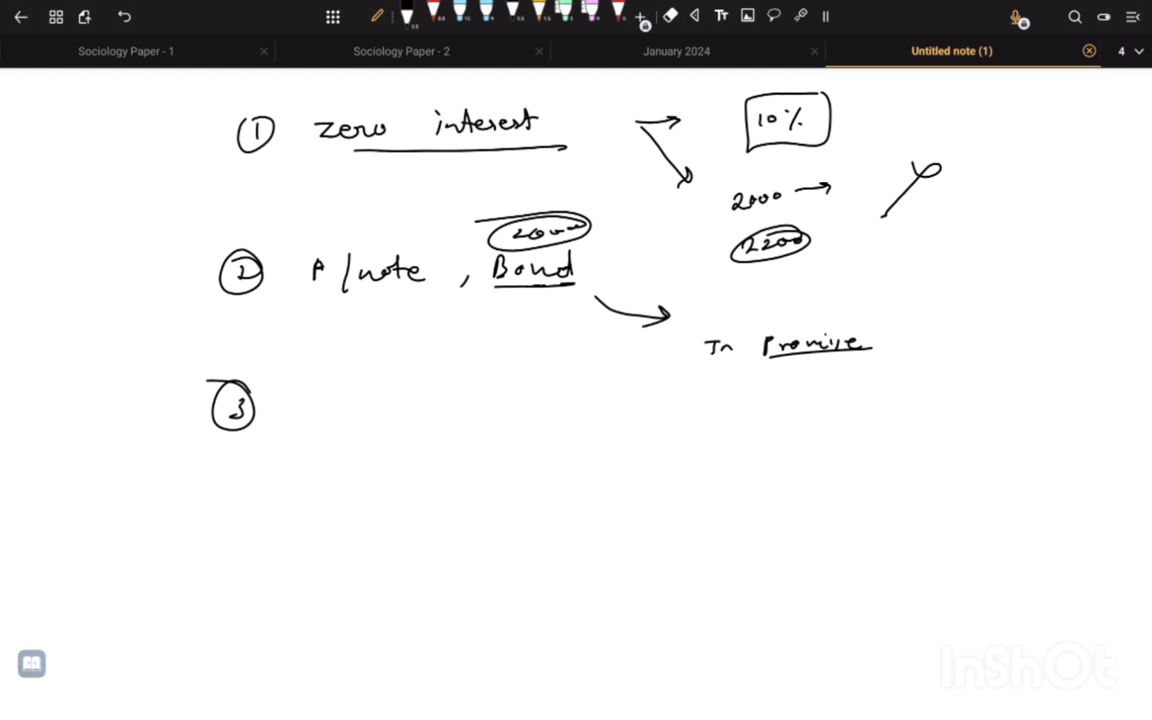 Tr
Sociology Paper - 1
Sociology Paper - 2
January 2024
Untitled note (1)
4
① zero interest
10%
2000 →
2200
2000
② P/note , Bond
In Promise
③
InShOt